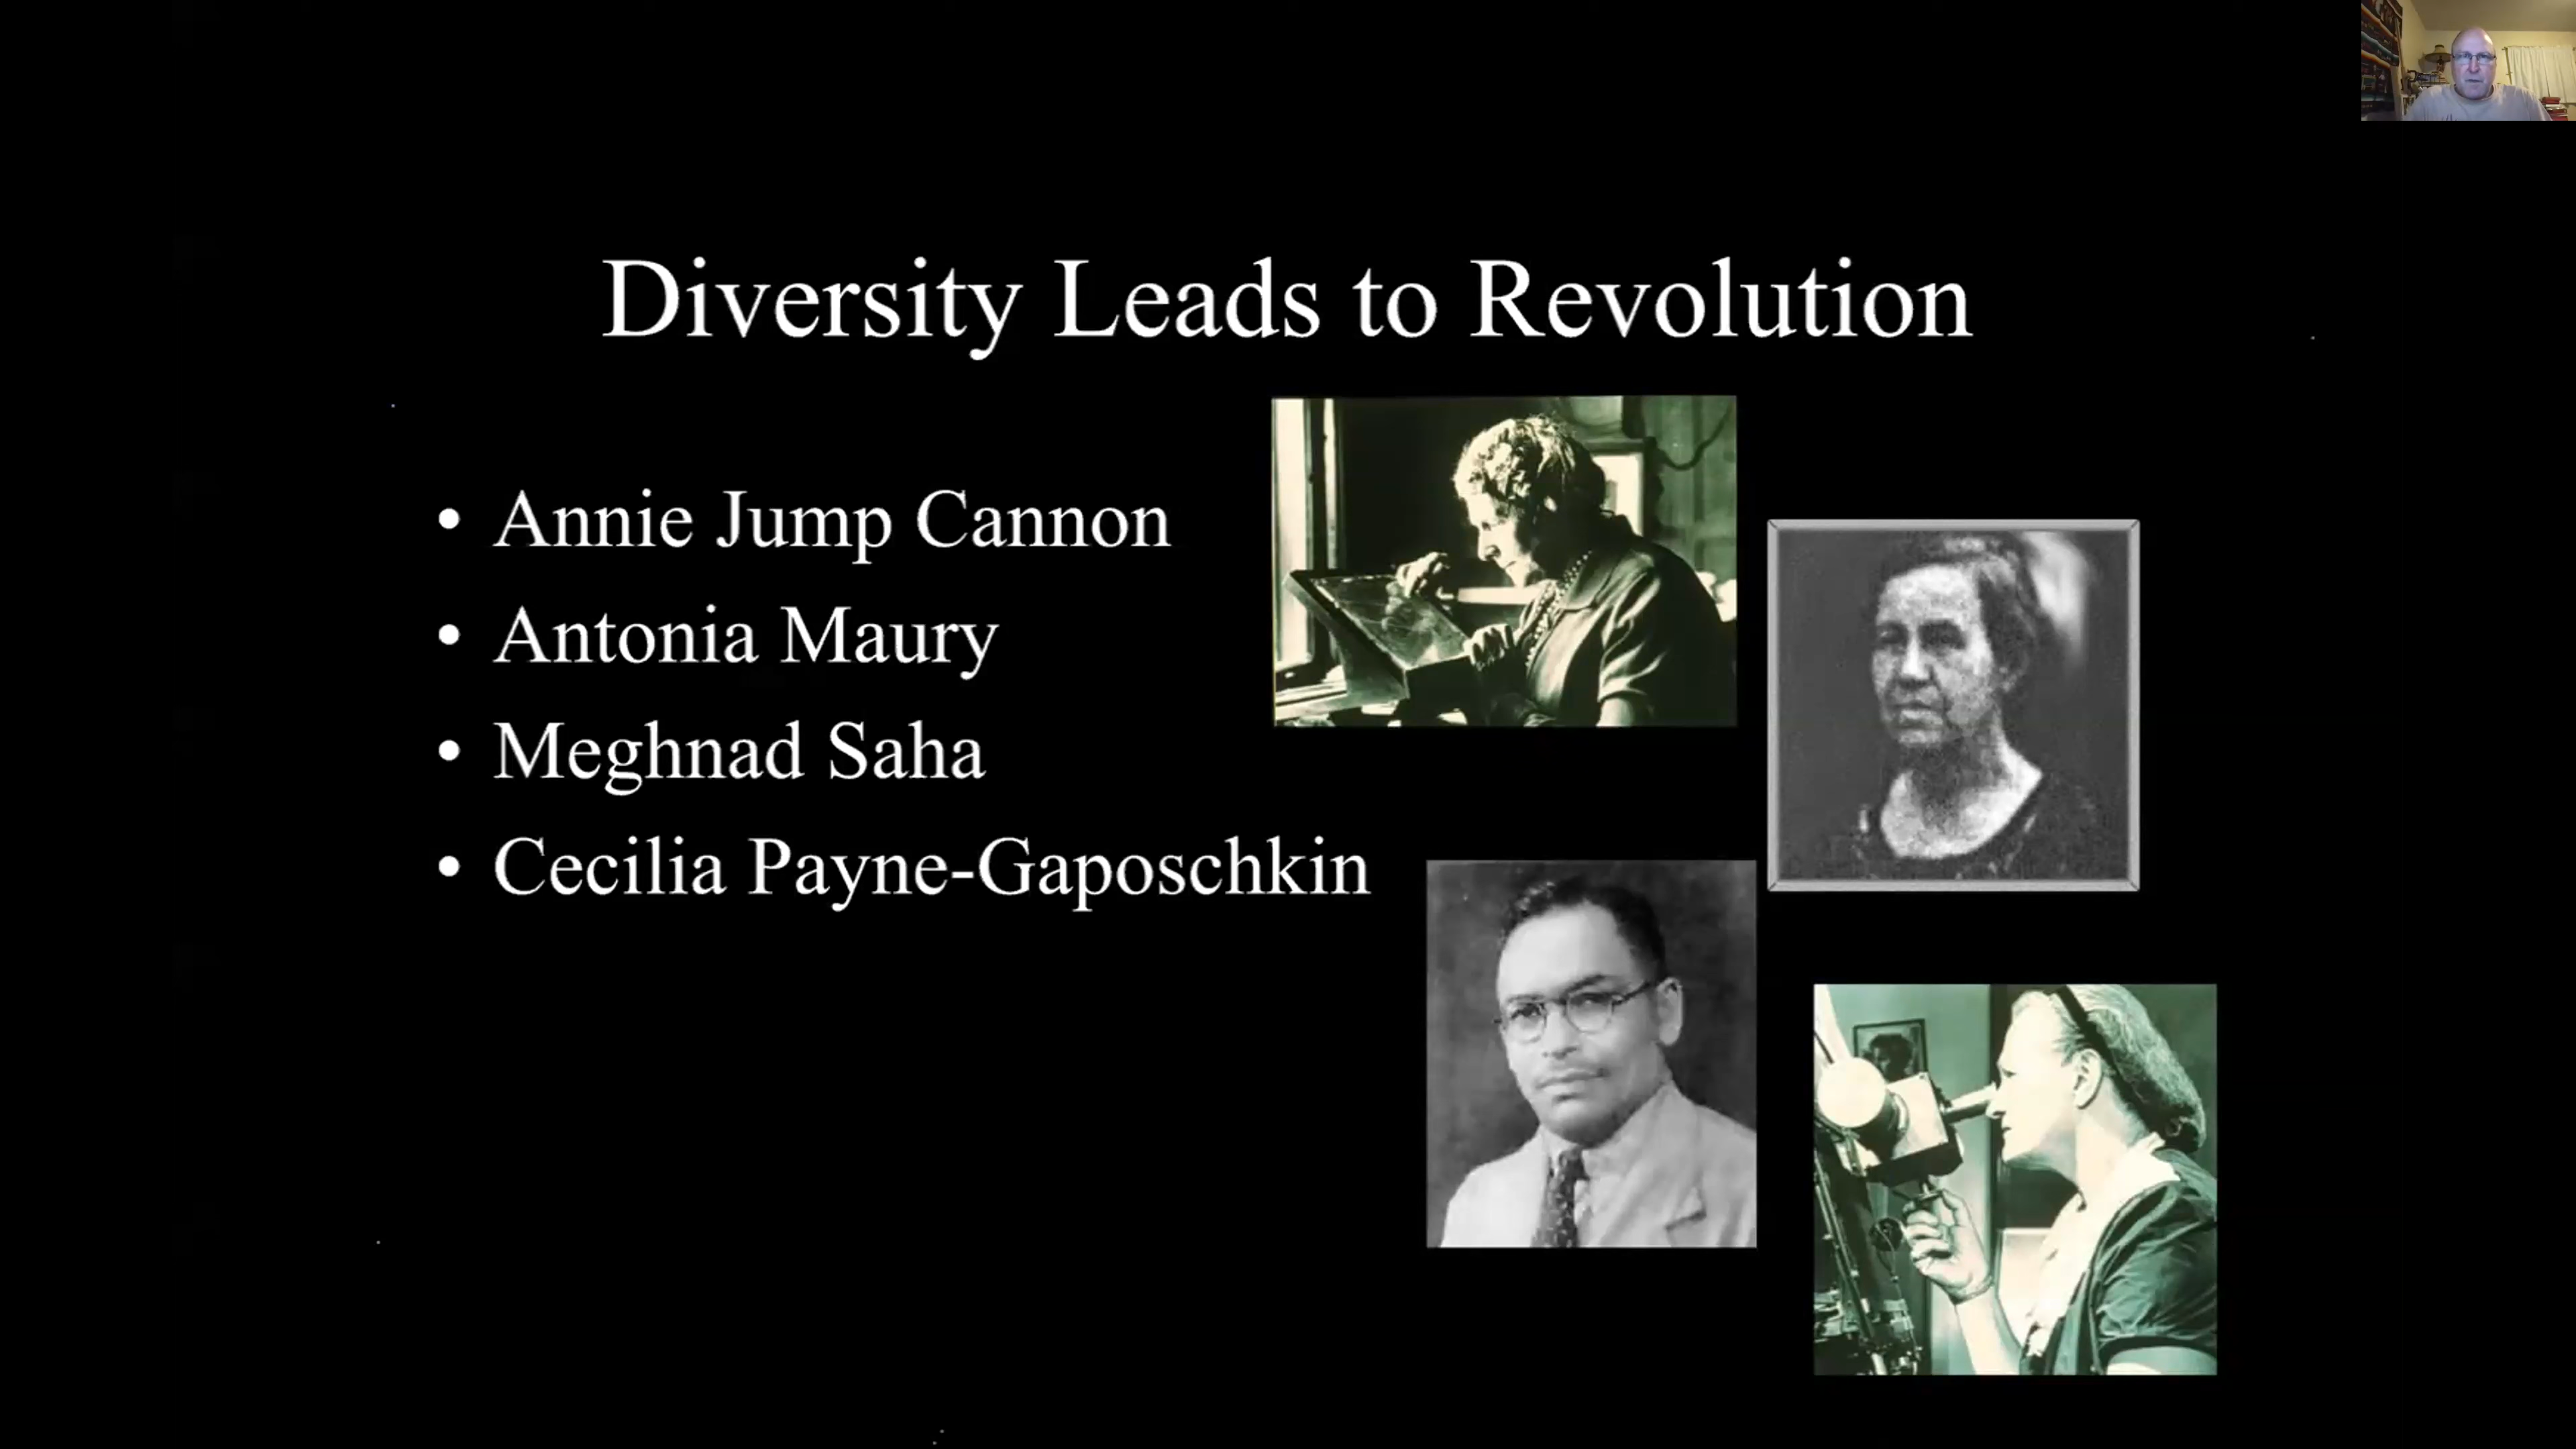 Diversity Leads to Revolution
• Annie Jump Cannon
• Antonia Maury
• Meghnad Saha
• Cecilia Payne-Gaposchkin